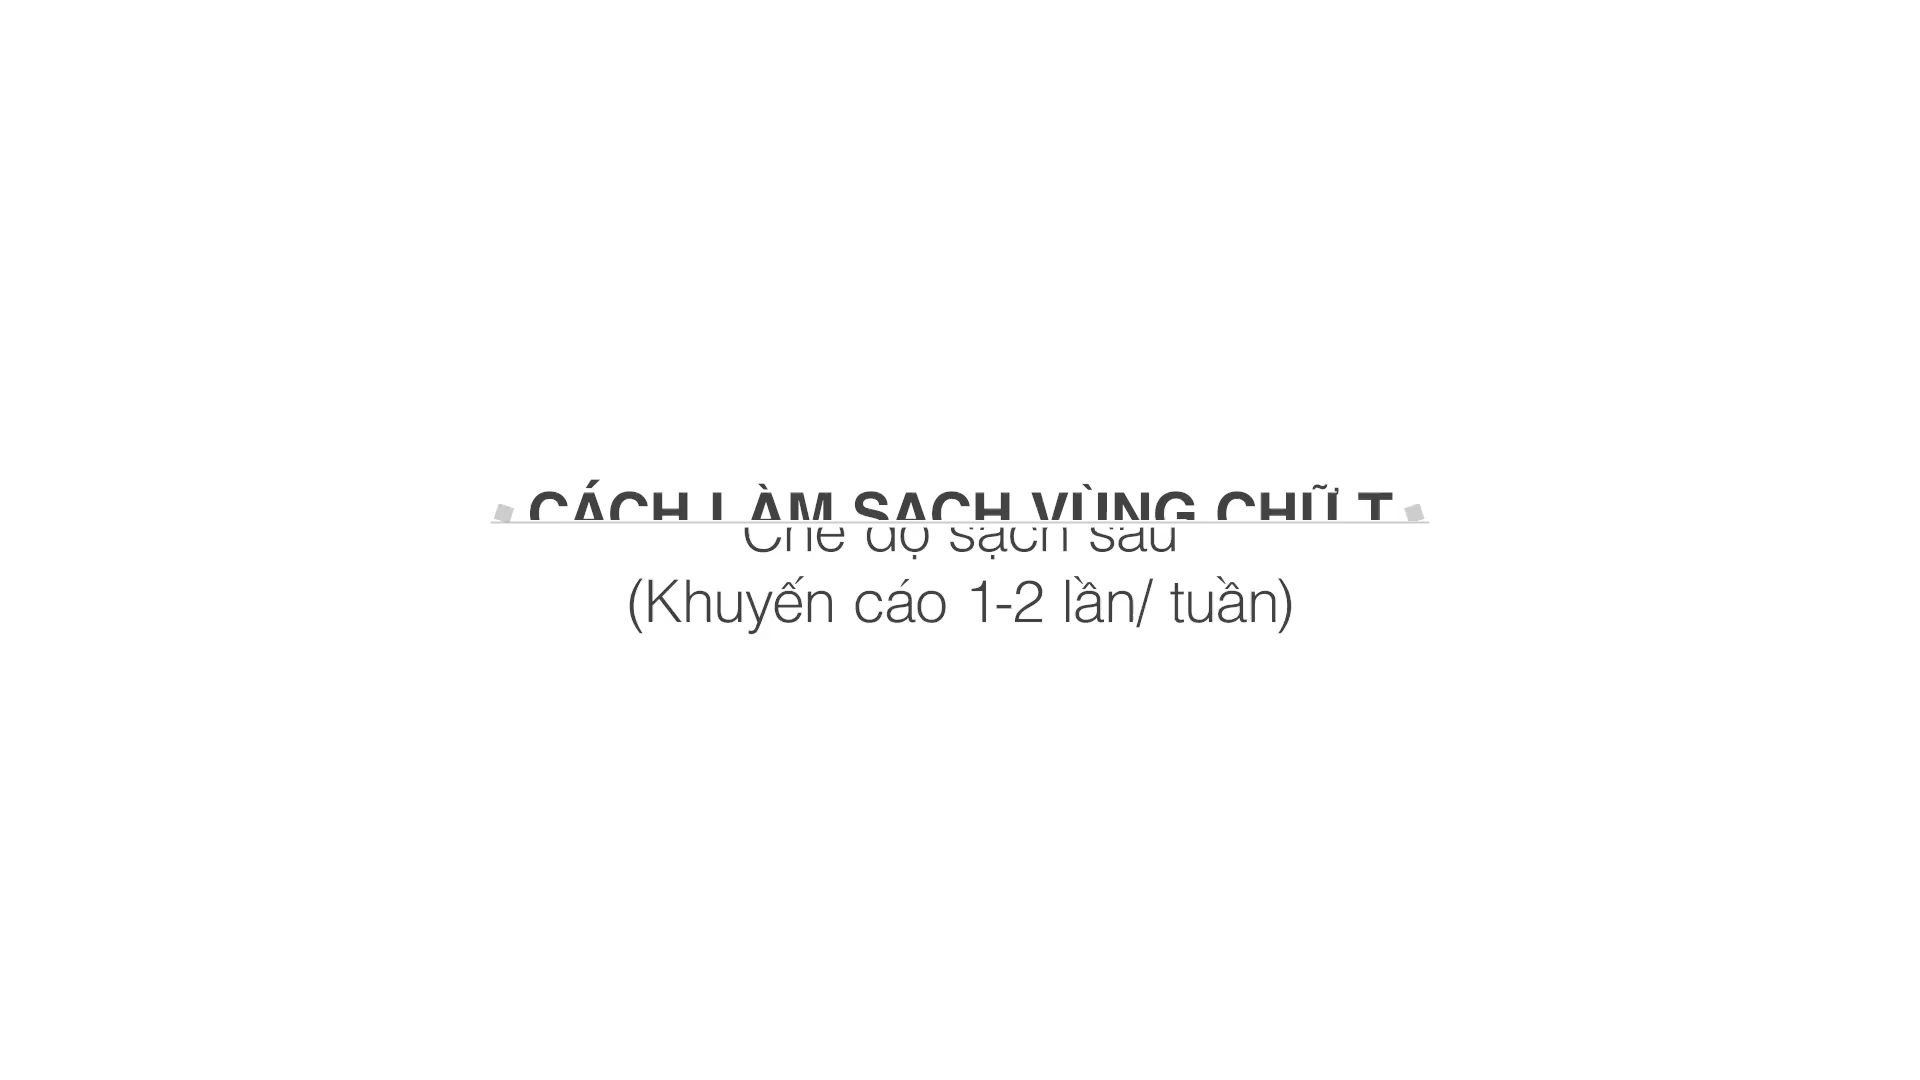 CÁCH LÀM SẠCH VÙNG CHỮ T
Chế độ sạch sâu
(Khuyến cáo 1-2 lần/ tuần)